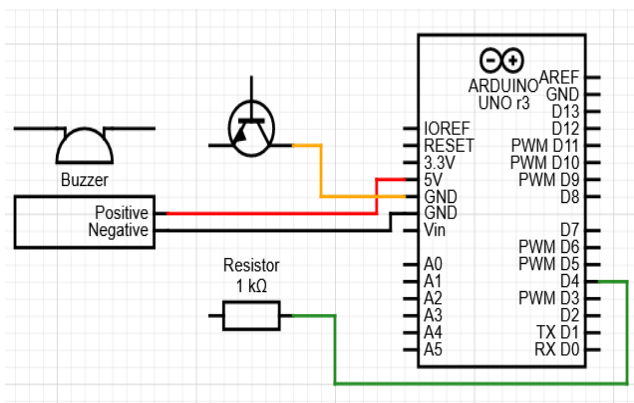 Buzzer
Positive
Negative
Resistor
1 kΩ
ARDUINO
UNO r3
IOREF
RESET
3.3V
5V
GND
GND
Vin
A0
A1
A2
A3
A4
A5
AREF
GND
D13
D12
PWM D11
PWM D10
PWM D9
D8
D7
PWM D6
PWM D5
D4
PWM D3
D2
TX D1
RX D0